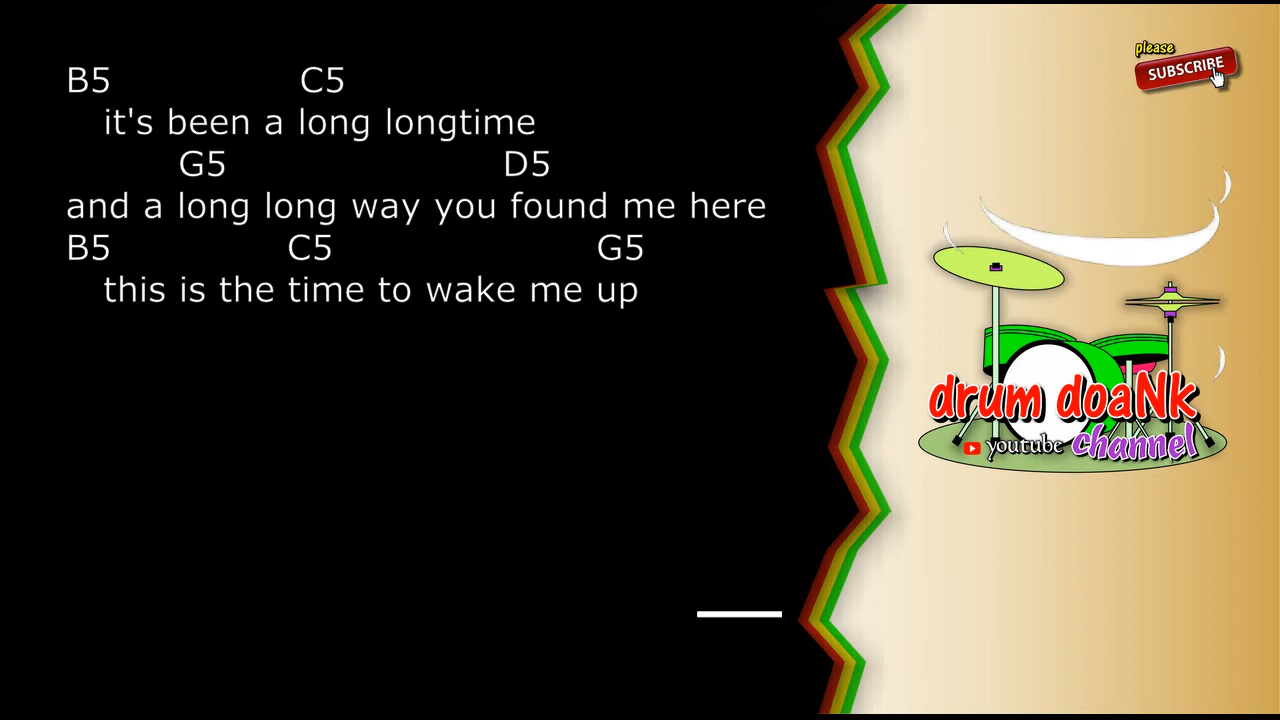 B5 C5
it's been a long longtime
G5 D5
and a long long way you found me here
B5 C5 G5
this is the time to wake me up
please
SUBSCRIBE
drum doaNk
youtube channel